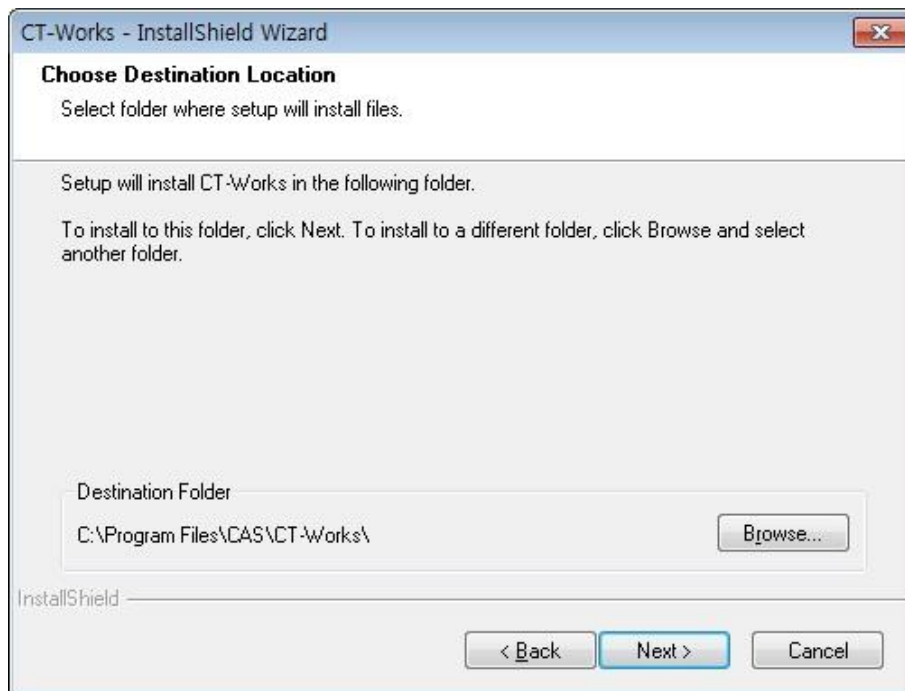 CT-Works - InstallShield Wizard
Choose Destination Location
Select folder where setup will install files.
Setup will install CT-Works in the following folder.
To install to this folder, click Next. To install to a different folder, click Browse and select
another folder.
Destination Folder
C:\Program Files\CAS\CT-Works\
Browse...
InstallShield
< Back
Next >
Cancel